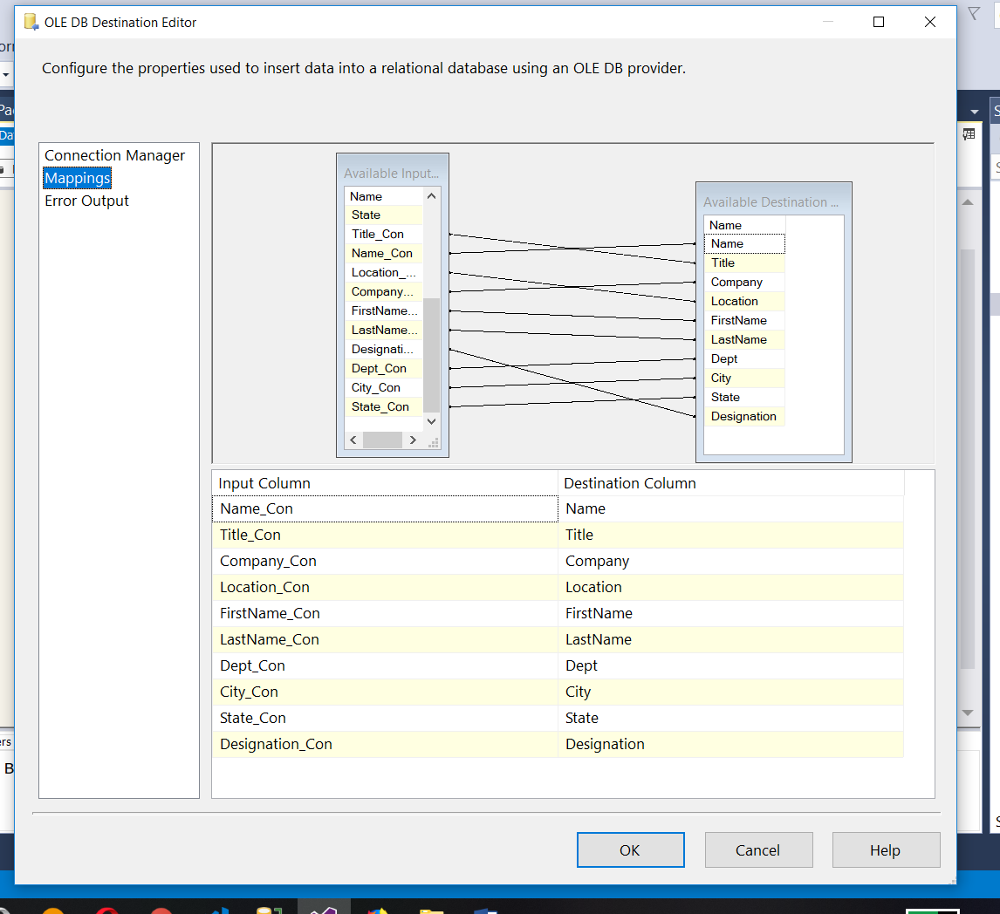 OLE DB Destination Editor
Configure the properties used to insert data into a relational database using an OLE DB provider.
Connection Manager
Mappings
Error Output
Available Input...
Name
State
Title_Con
Name_Con
Location_...
Company...
FirstName...
LastName...
Designati...
Dept_Con
City_Con
State_Con
Available Destination ...
Name
Name
Title
Company
Location
FirstName
LastName
Dept
City
State
Designation
Input Column Destination Column
Name_Con Name
Title_Con Title
Company_Con Company
Location_Con Location
FirstName_Con FirstName
LastName_Con LastName
Dept_Con Dept
City_Con City
State_Con State
Designation_Con Designation
OK Cancel Help